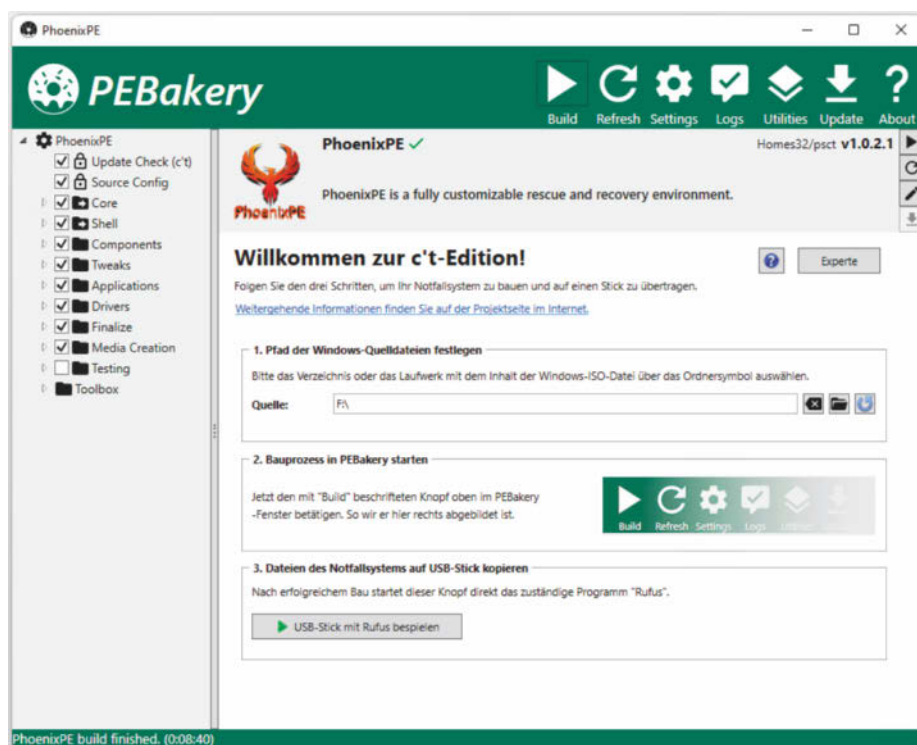 PhoenixPE
PEBakery
Build Refresh Settings Logs Utilities Update About
PhoenixPE
Update Check (c't)
Source Config
Core
Shell
Components
Tweaks
Applications
Drivers
Finalize
Media Creation
Testing
Toolbox
PhoenixPE
PhoenixPE
Homes32/psct v1.0.2.1
PhoenixPE is a fully customizable rescue and recovery environment.
Willkommen zur c't-Edition!
Experte
Folgen Sie den drei Schritten, um Ihr Notfallsystem zu bauen und auf einen Stick zu übertragen.
Weitergehende Informationen finden Sie auf der Projektseite im Internet.
1. Pfad der Windows-Quelldateien festlegen
Bitte das Verzeichnis oder das Laufwerk mit dem Inhalt der Windows-ISO-Datei über das Ordnersymbol auswählen.
Quelle: F:\
2. Bauprozess in PEBakery starten
Jetzt den mit "Build" beschrifteten Knopf oben im PEBakery
-Fenster betätigen. So wir er hier rechts abgebildet ist.
Build Refresh Settings Logs
3. Dateien des Notfallsystems auf USB-Stick kopieren
Nach erfolgreichem Bau startet dieser Knopf direkt das zuständige Programm "Rufus".
USB-Stick mit Rufus bespielen
PhoenixPE build finished. (0:08:40)